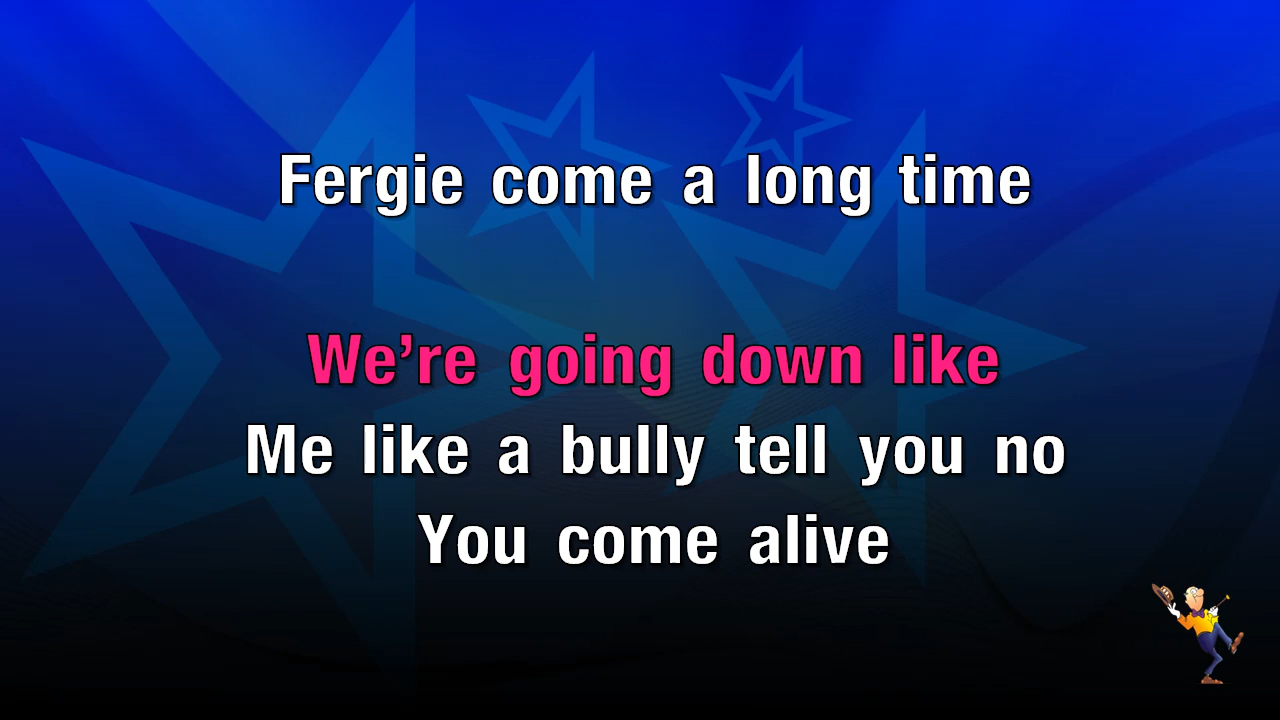 Fergie come a long time
We’re going down like
Me like a bully tell you no
You come alive